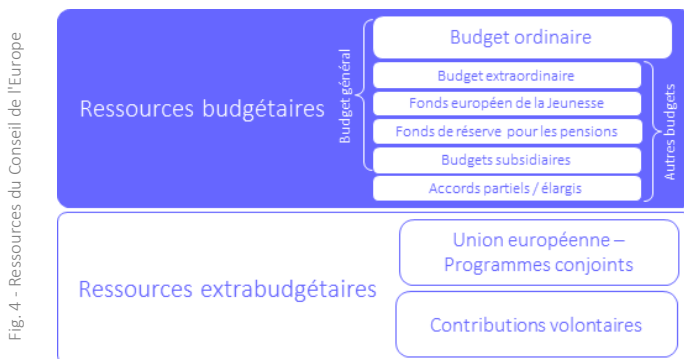 Fig. 4 - Ressources du Conseil de l'Europe
Ressources budgétaires
Budget général
Budget ordinaire
Budget extraordinaire
Fonds européen de la Jeunesse
Fonds de réserve pour les pensions
Budgets subsidiaires
Accords partiels / élargis
Autres budgets
Ressources extrabudgétaires
Union européenne –
Programmes conjoints
Contributions volontaires